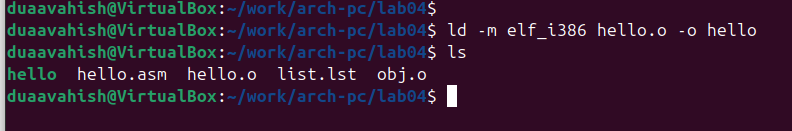 duaavahish@VirtualBox:~/work/arch-pc/lab04$
duaavahish@VirtualBox:~/work/arch-pc/lab04$ ld -m elf_i386 hello.o -o hello
duaavahish@VirtualBox:~/work/arch-pc/lab04$ ls
hello  hello.asm  hello.o  list.lst  obj.o
duaavahish@VirtualBox:~/work/arch-pc/lab04$